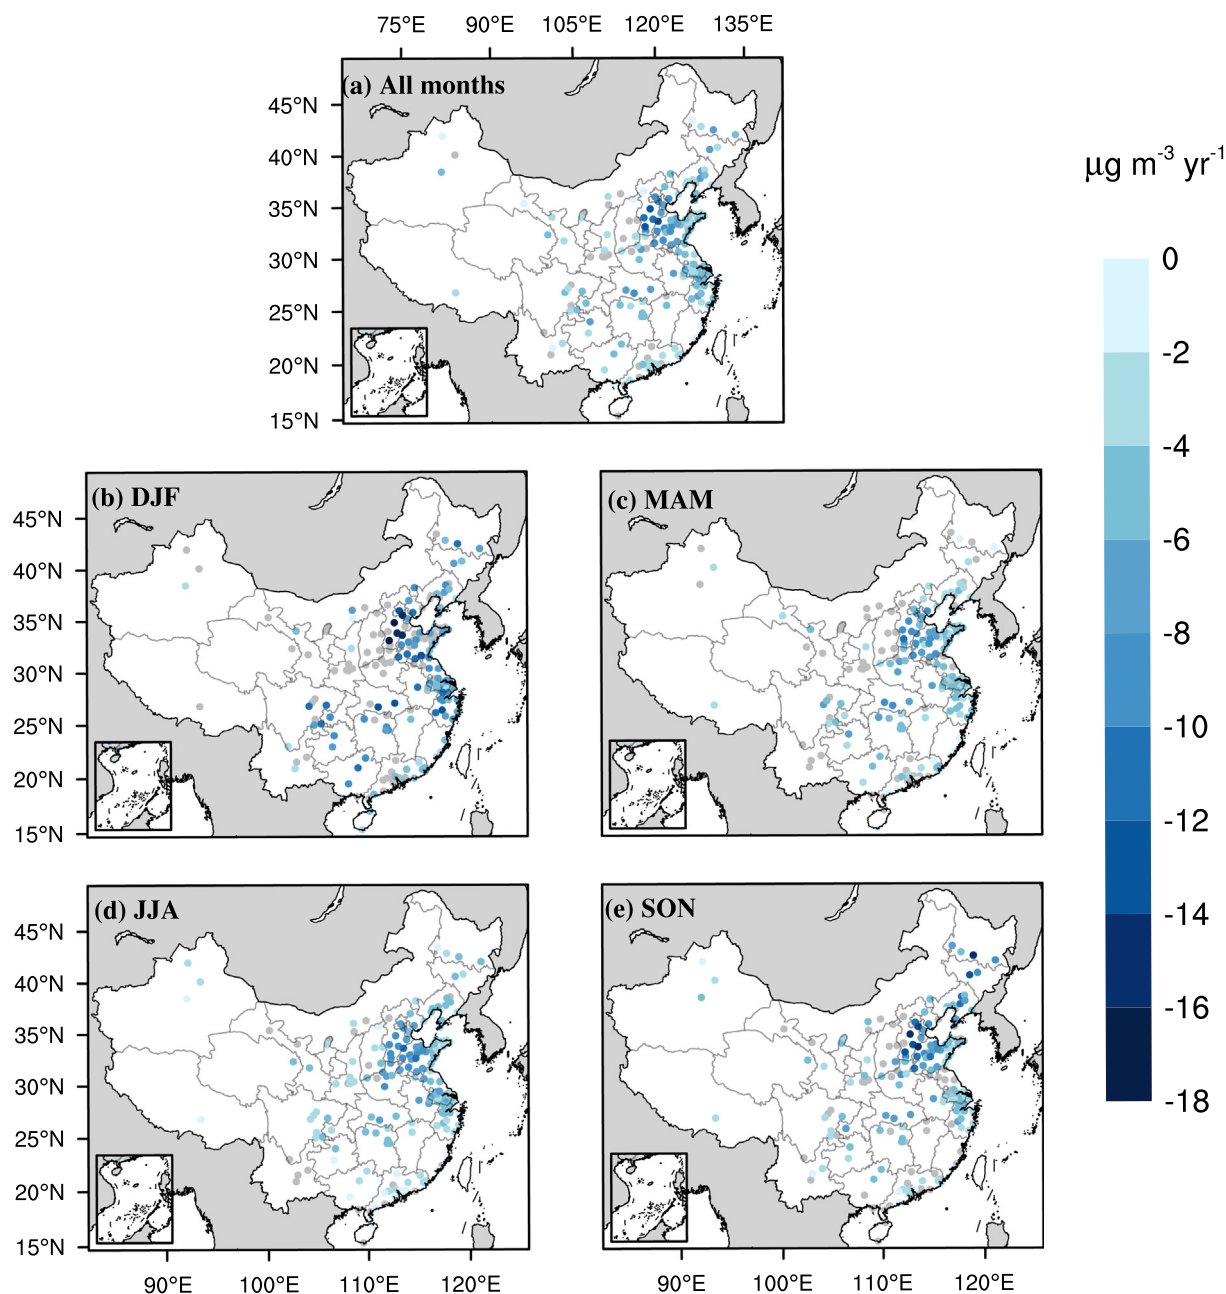 75°E 90°E 105°E 120°E 135°E
(a) All months
45°N
40°N
35°N
30°N
25°N
20°N
15°N
μg m-3 yr-1
0
-2
-4
-6
-8
-10
-12
-14
-16
-18
(b) DJF
45°N
40°N
35°N
30°N
25°N
20°N
15°N
(c) MAM
(d) JJA
45°N
40°N
35°N
30°N
25°N
20°N
15°N
90°E 100°E 110°E 120°E
(e) SON
90°E 100°E 110°E 120°E